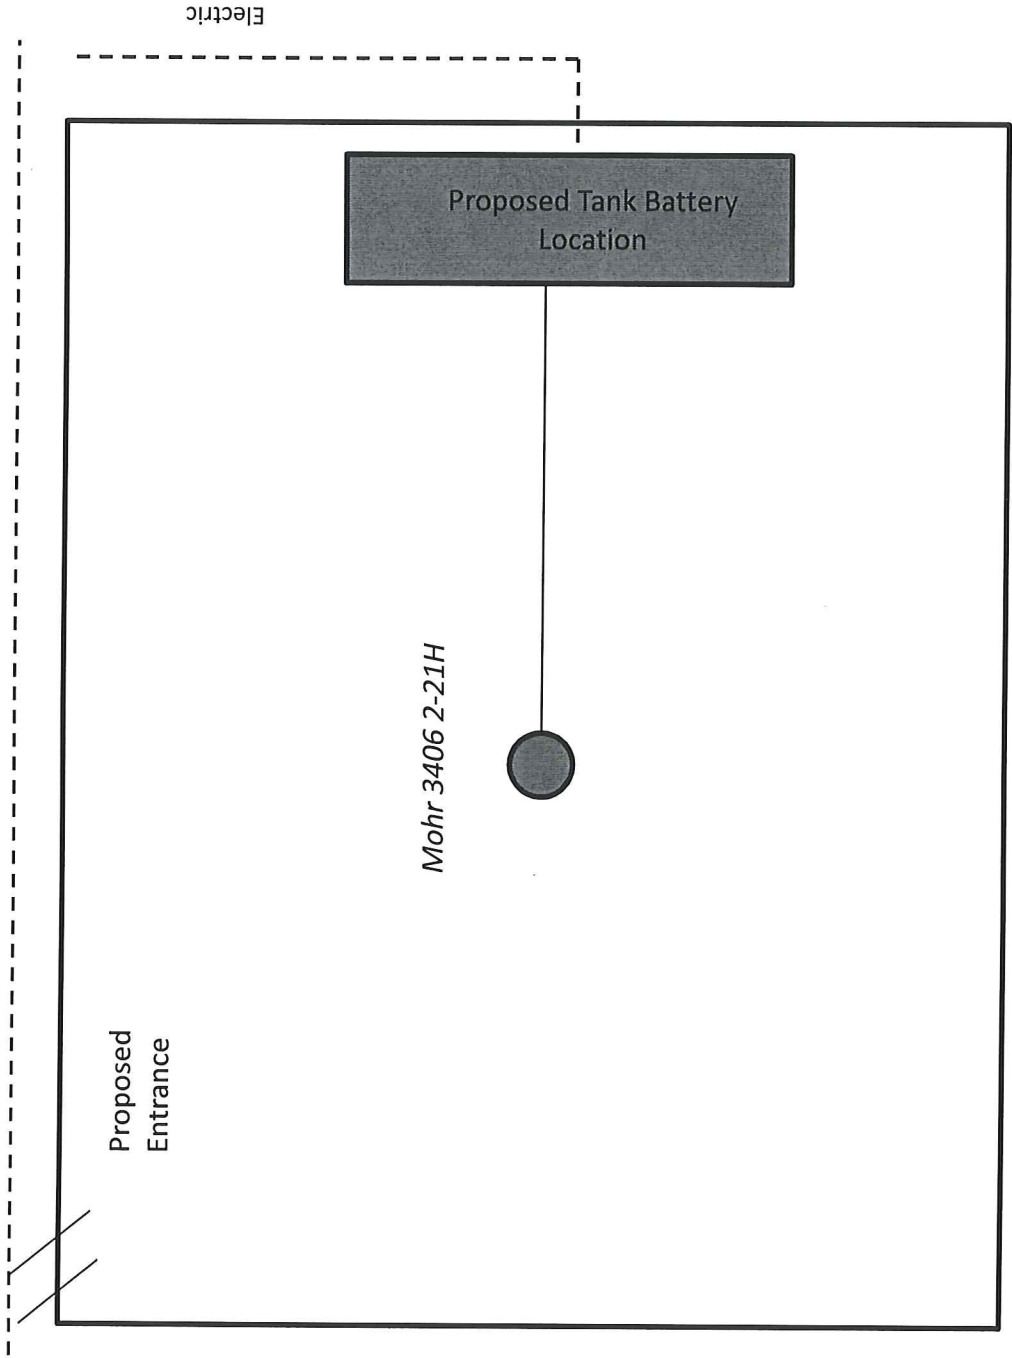 Electric
Proposed Tank Battery
Location
Mohr 3406 2-21H
Proposed
Entrance